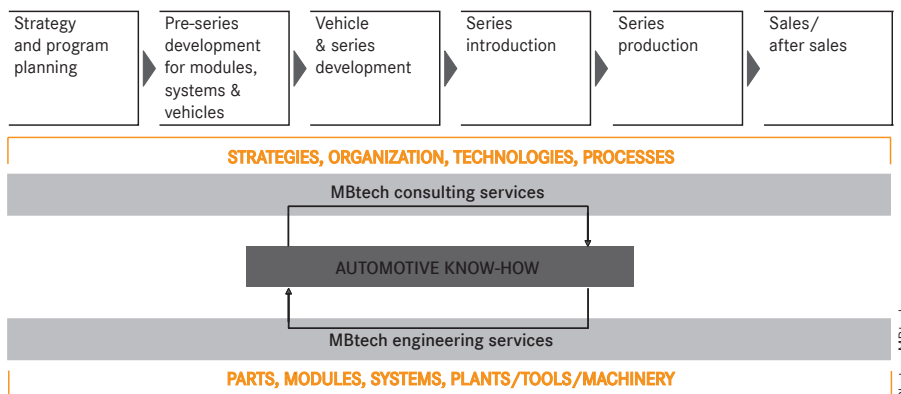 Strategy
and program
planning
Pre-series
development
for modules,
systems &
vehicles
Vehicle
& series
development
Series
introduction
Series
production
Sales/
after sales
STRATEGIES, ORGANIZATION, TECHNOLOGIES, PROCESSES
MBtech consulting services
AUTOMOTIVE KNOW-HOW
MBtech engineering services
PARTS, MODULES, SYSTEMS, PLANTS/TOOLS/MACHINERY